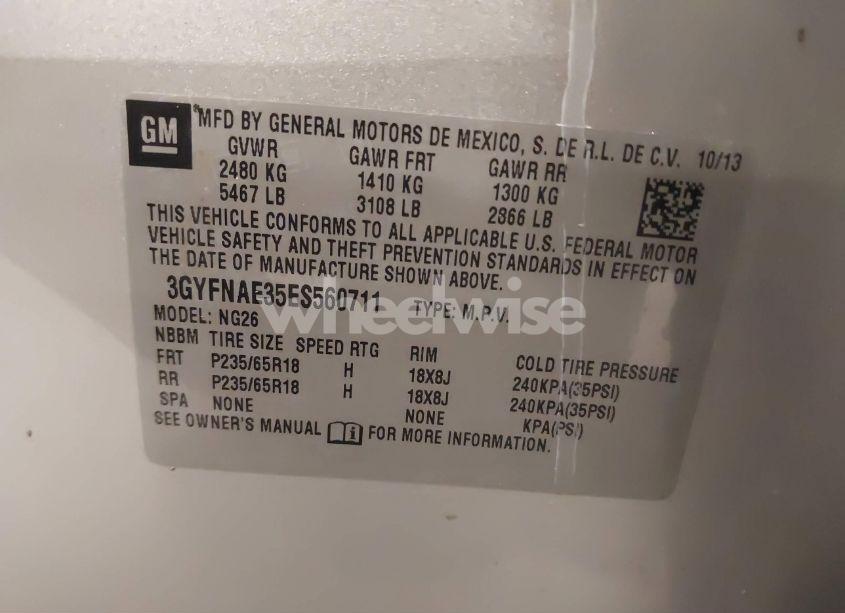 GM
*MFD BY GENERAL MOTORS DE MEXICO, S. DE R.L. DE C.V. 10/13
GVWR GAWR FRT GAWR RR
2480 KG 1410 KG 1300 KG
5467 LB 3108 LB 2866 LB
THIS VEHICLE CONFORMS TO ALL APPLICABLE U.S. FEDERAL MOTOR
VEHICLE SAFETY AND THEFT PREVENTION STANDARDS IN EFFECT ON
THE DATE OF MANUFACTURE SHOWN ABOVE.
3GYFNAE35ES560711 TYPE: M.P.V.
wheelwise
MODEL: NG26
NBBM TIRE SIZE SPEED RTG RIM COLD TIRE PRESSURE
FRT P235/65R18 H 18X8J 240KPA(35PSI)
RR P235/65R18 H 18X8J 240KPA(35PSI)
SPA NONE NONE KPA(PSI)
SEE OWNER'S MANUAL FOR MORE INFORMATION.